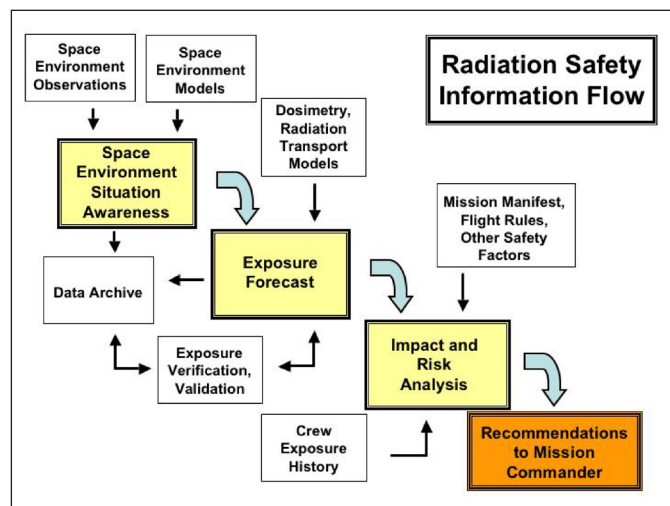 Space
Environment
Observations
Space
Environment
Models
Radiation Safety
Information Flow
Dosimetry,
Radiation
Transport
Models
Space
Environment
Situation
Awareness
Mission Manifest,
Flight Rules,
Other Safety
Factors
Data Archive
Exposure
Forecast
Exposure
Verification,
Validation
Impact and
Risk
Analysis
Crew
Exposure
History
Recommendations
to Mission
Commander